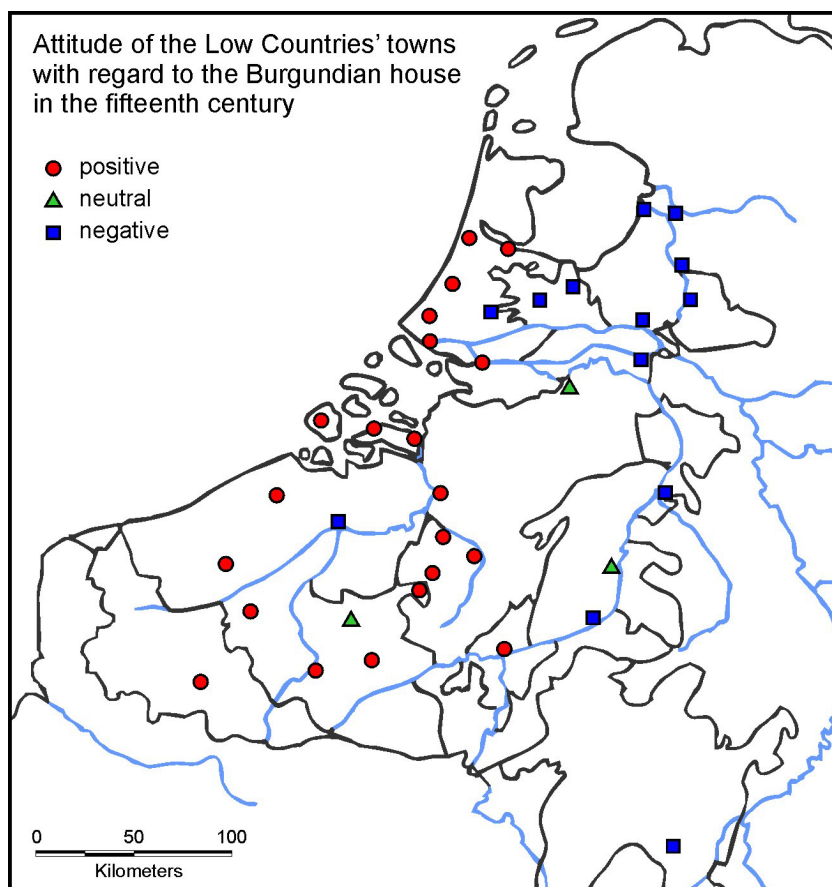 Attitude of the Low Countries' towns
with regard to the Burgundian house
in the fifteenth century
positive
neutral
negative
0 50 100
Kilometers